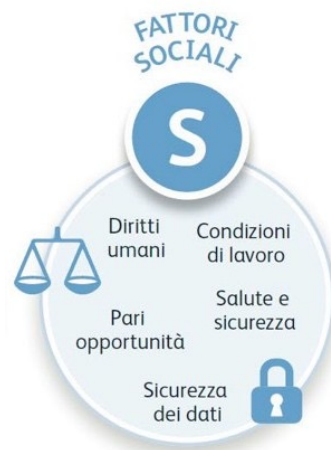 FATTORI
SOCIALI
S
Diritti
umani
Condizioni
di lavoro
Pari
opportunità
Salute e
sicurezza
Sicurezza
dei dati